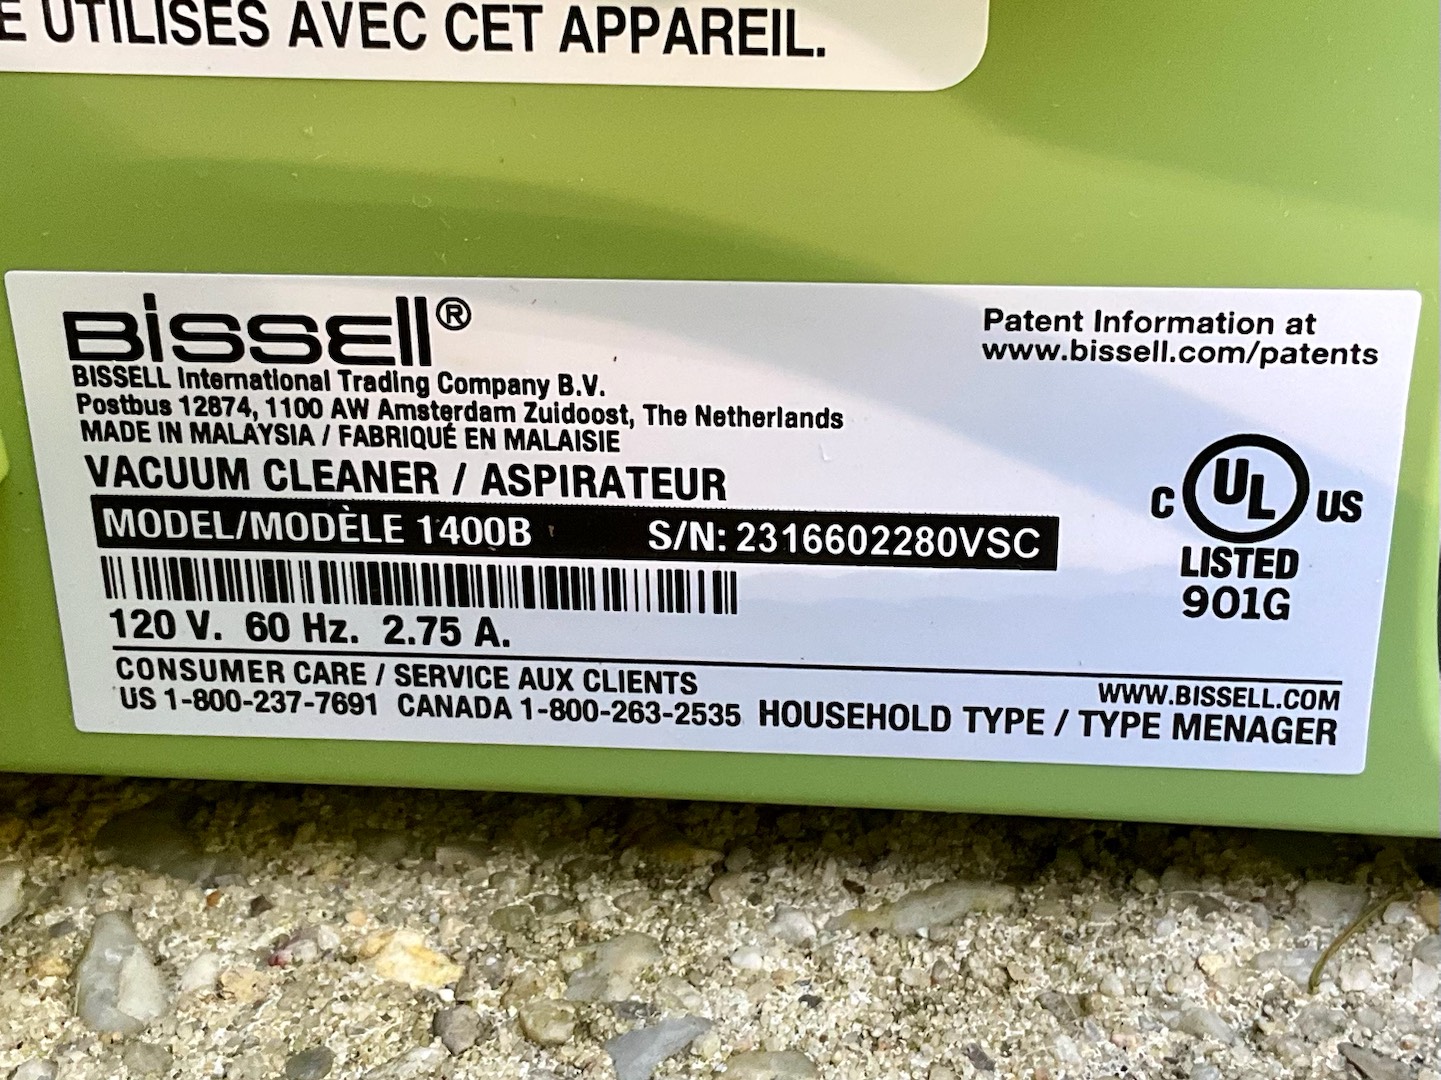 E UTILISÉS AVEC CET APPAREIL.
BISSELL®
BISSELL International Trading Company B.V.
Postbus 12874, 1100 AW Amsterdam Zuidoost, The Netherlands
MADE IN MALAYSIA / FABRIQUÉ EN MALAISIE
VACUUM CLEANER / ASPIRATEUR
MODEL/MODÈLE 1400B S/N: 2316602280VSC
120 V. 60 Hz. 2.75 A.
CONSUMER CARE / SERVICE AUX CLIENTS
US 1-800-237-7691 CANADA 1-800-263-2535
Patent Information at
www.bissell.com/patents
C UL US
LISTED
901G
WWW.BISSELL.COM
HOUSEHOLD TYPE / TYPE MENAGER